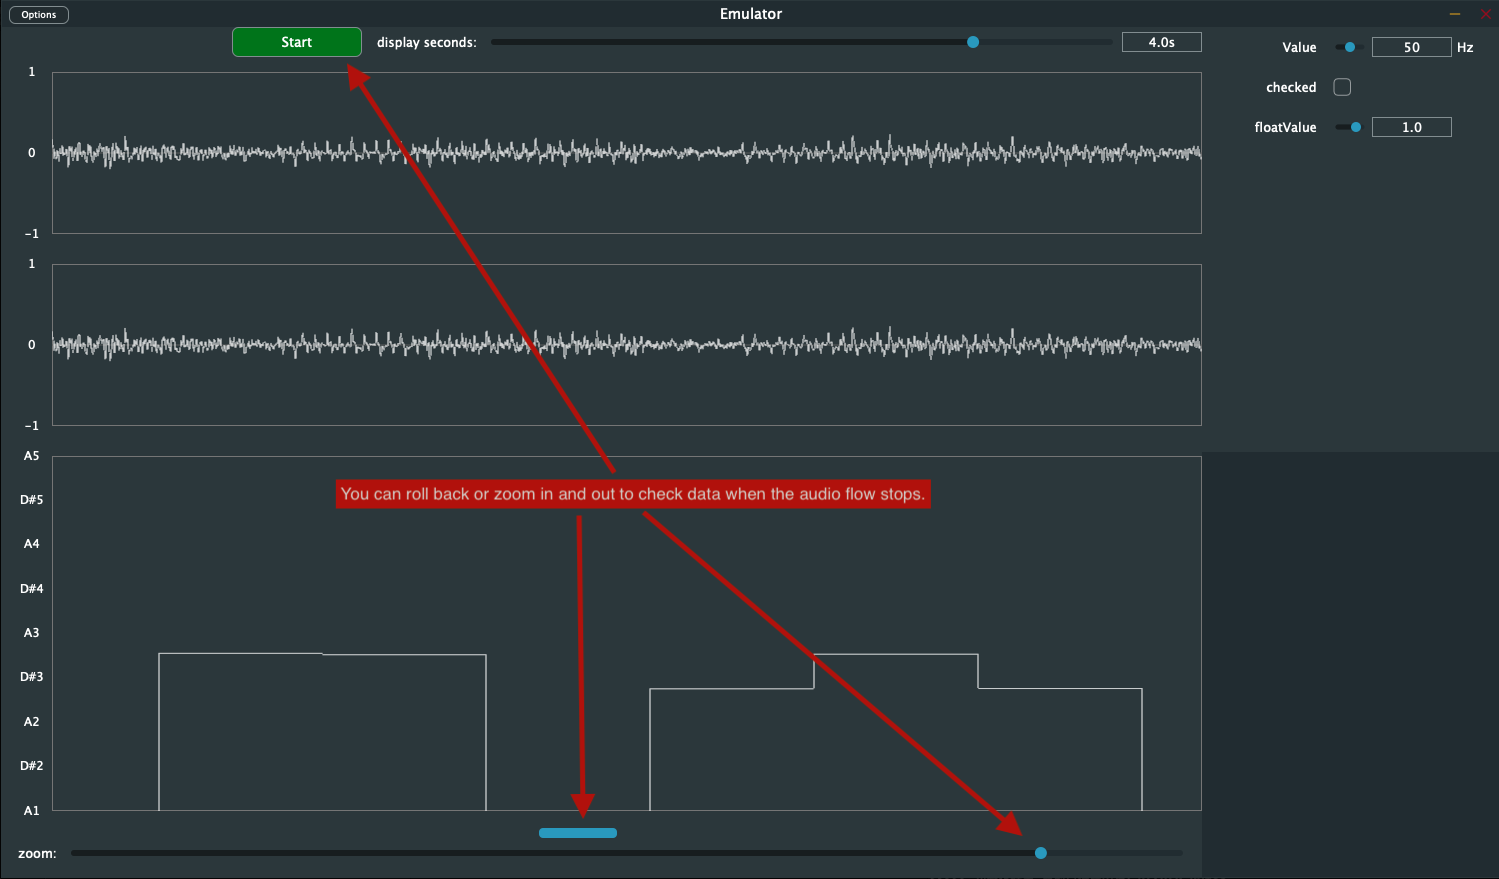 Options
Emulator
Start
display seconds:
4.0s
Value
50
Hz
checked
floatValue
1.0
1
0
-1
1
0
-1
A5
D#5
A4
D#4
A3
D#3
A2
D#2
A1
You can roll back or zoom in and out to check data when the audio flow stops.
zoom: